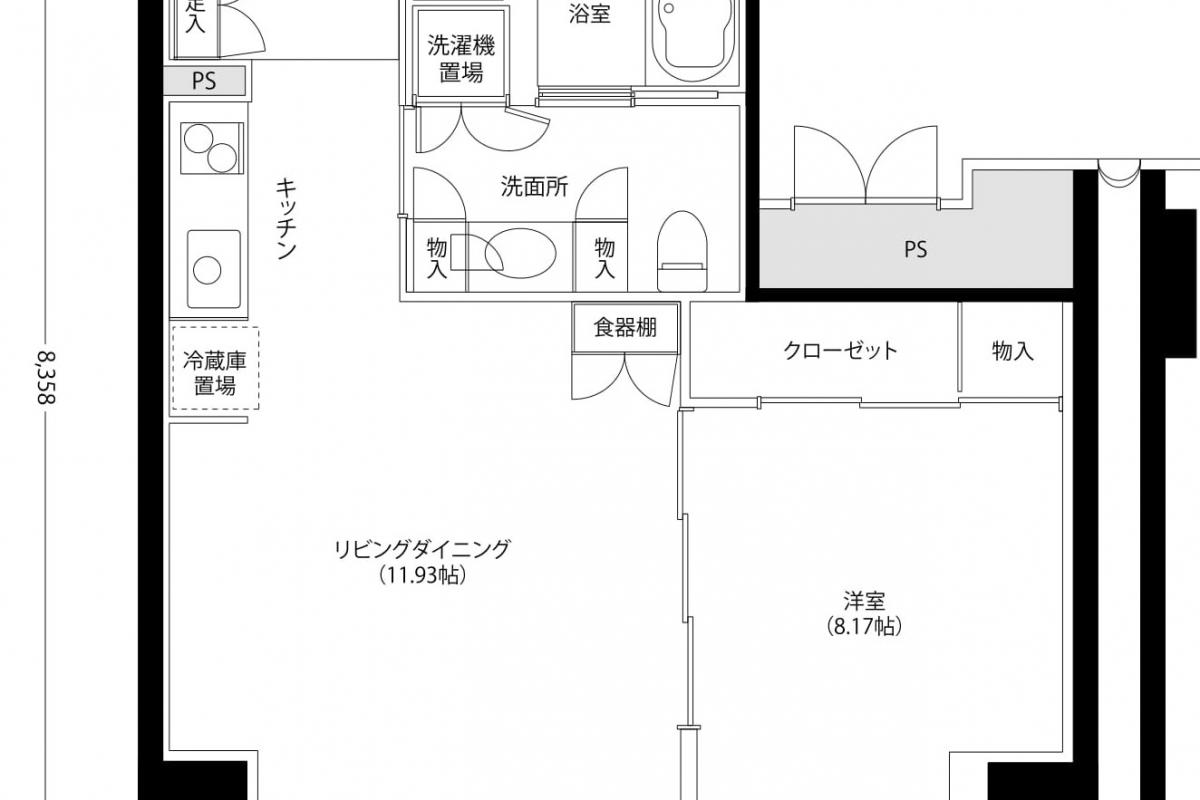 入
浴室
洗濯機
置場
PS
キッチン
洗面所
物入
物入
PS
食器棚
クローゼット
物入
冷蔵庫
置場
8,358
リビングダイニング
（11.93帖）
洋室
（8.17帖）